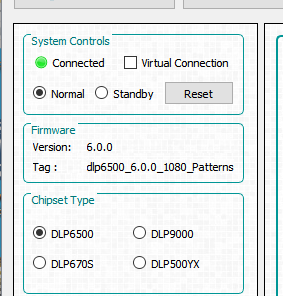 System Controls
Connected Virtual Connection
Normal Standby Reset
Firmware
Version: 6.0.0
Tag : dlp6500_6.0.0_1080_Patterns
Chipset Type
DLP6500 DLP9000
DLP670S DLP500YX